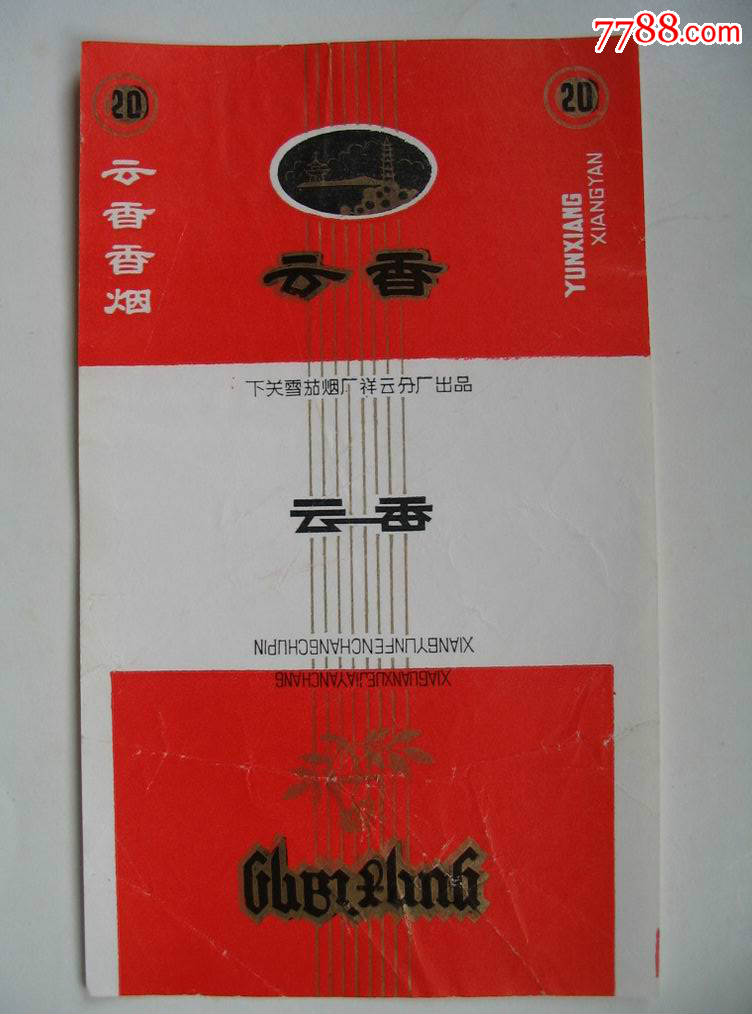 7788.com
20
云香香烟
20
YUNXIANG
XIANGYAN
云香
下关雪茄烟厂祥云分厂出品
云香
XIAGUANXUEJIAYANCHANG
XIANGYUNFENCHANGCHUPIN
yunxiang